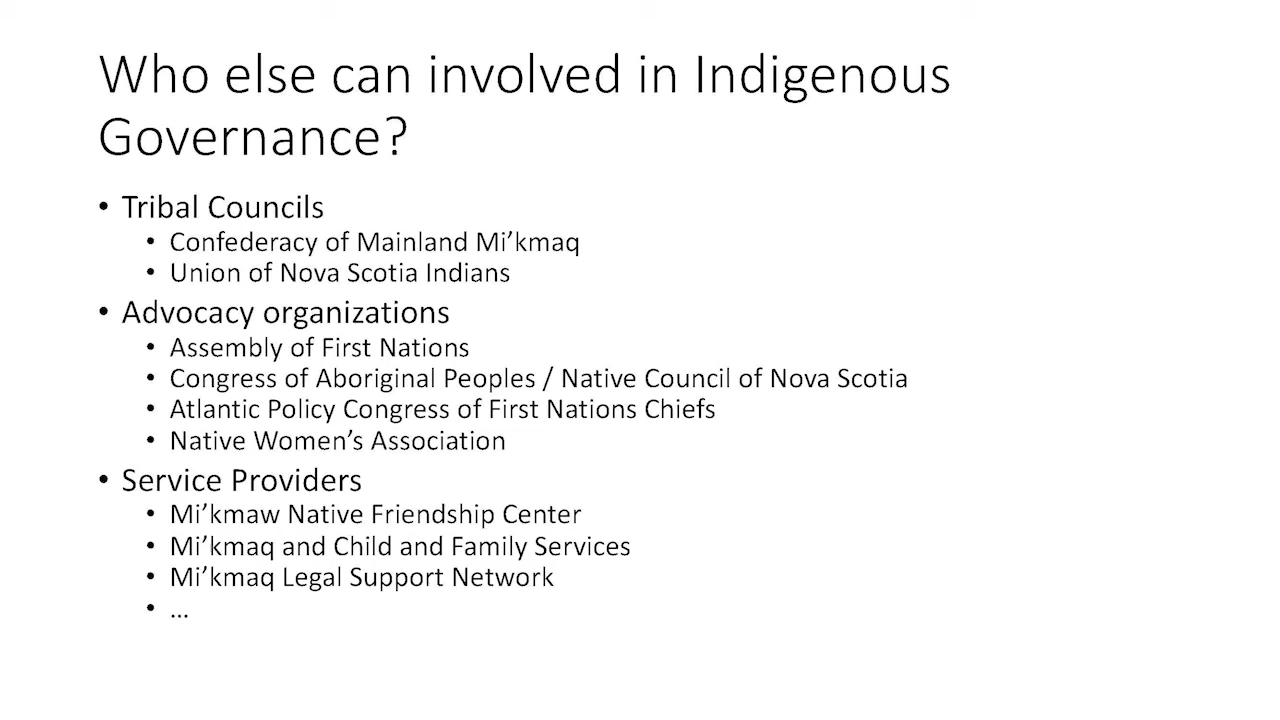 Who else can involved in Indigenous
Governance?
• Tribal Councils
• Confederacy of Mainland Mi’kmaq
• Union of Nova Scotia Indians
• Advocacy organizations
• Assembly of First Nations
• Congress of Aboriginal Peoples / Native Council of Nova Scotia
• Atlantic Policy Congress of First Nations Chiefs
• Native Women’s Association
• Service Providers
• Mi’kmaw Native Friendship Center
• Mi’kmaq and Child and Family Services
• Mi’kmaq Legal Support Network
• …